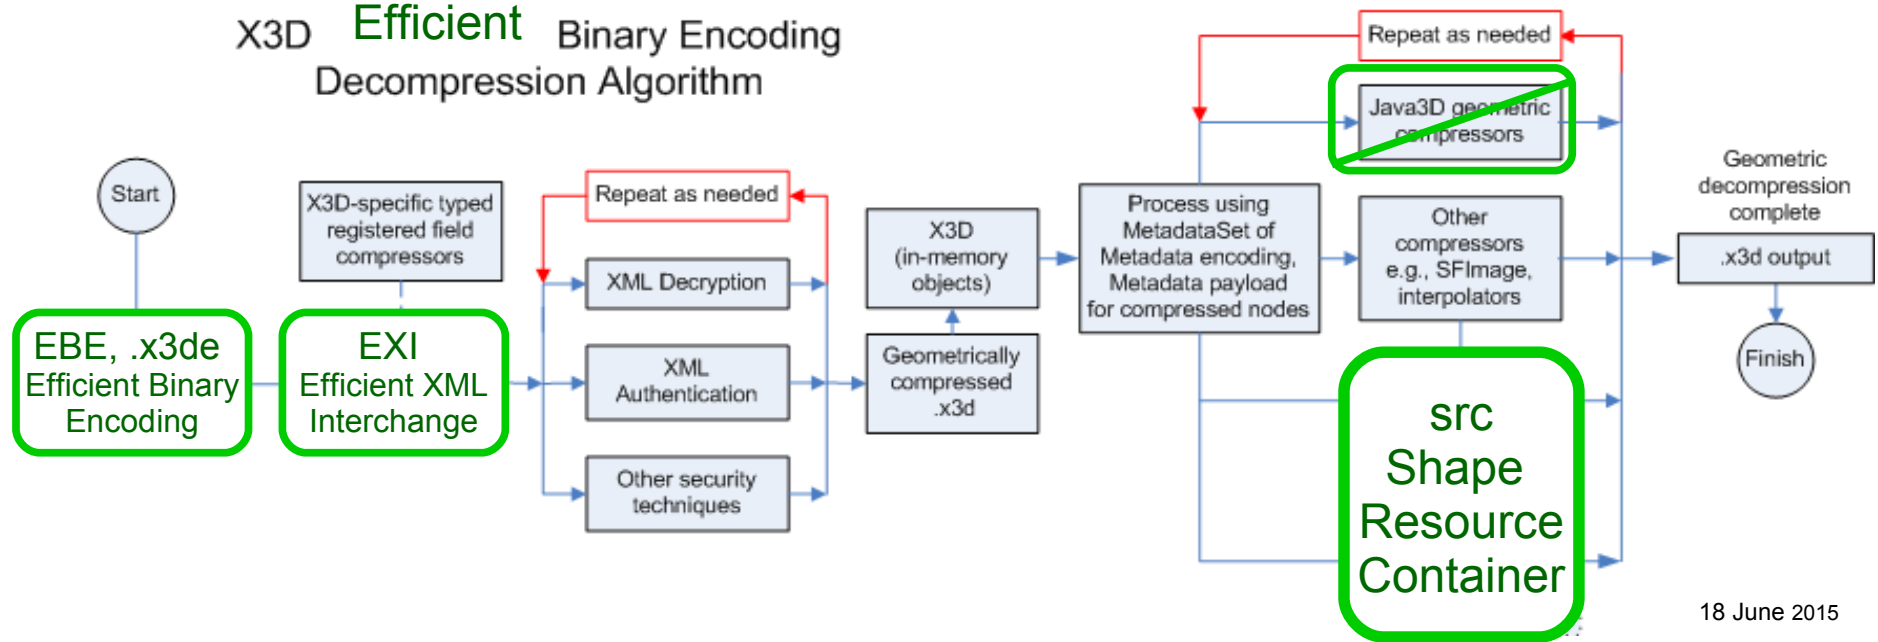 X3D Efficient Binary Encoding
Decompression Algorithm
Start
EBE, .x3de
Efficient Binary
Encoding
X3D-specific typed
registered field
compressors
EXI
Efficient XML
Interchange
Repeat as needed
XML Decryption
XML
Authentication
Other security
techniques
X3D
(in-memory
objects)
Geometrically
compressed
.x3d
Process using
MetadataSet of
Metadata encoding,
Metadata payload
for compressed nodes
Repeat as needed
Java3D geometric
compressors
Other
compressors
e.g., SFImage,
interpolators
src
Shape
Resource
Container
Geometric
decompression
complete
.x3d output
Finish
18 June 2015